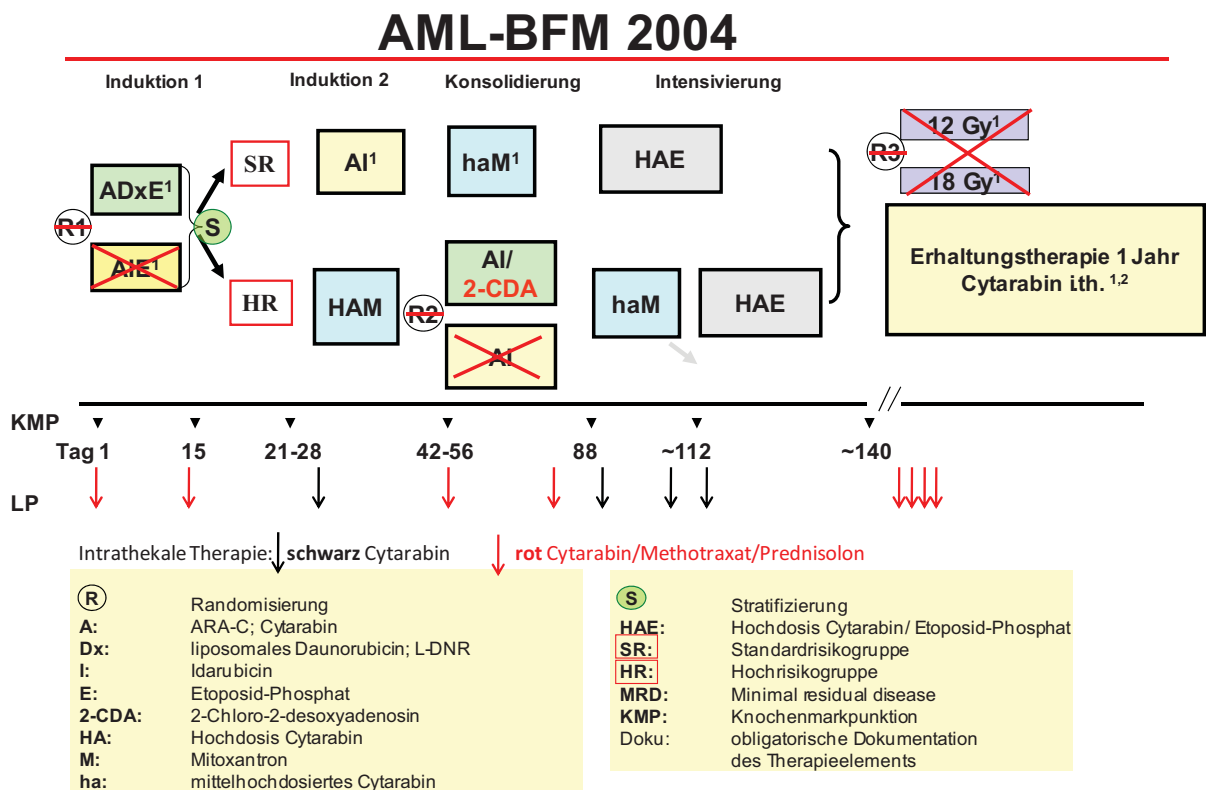 AML-BFM 2004
Induktion 1 Induktion 2 Konsolidierung Intensivierung
12 Gy¹
R3
18 Gy¹
SR AI¹ haM¹ HAE
ADxE¹
R1 S
AIE¹
HR HAM R2
AI/
2-CDA
AI
haM HAE
Erhaltungstherapie 1 Jahr
Cytarabin i.th. ¹,²
KMP
Tag 1 15 21-28 42-56 88 ~112 ~140
LP
Intrathekale Therapie: schwarz Cytarabin rot Cytarabin/Methotraxat/Prednisolon
R Randomisierung
A: ARA-C; Cytarabin
Dx: liposomales Daunorubicin; L-DNR
I: Idarubicin
E: Etoposid-Phosphat
2-CDA: 2-Chloro-2-desoxyadenosin
HA: Hochdosis Cytarabin
M: Mitoxantron
ha: mittelhochdosiertes Cytarabin
S Stratifizierung
HAE: Hochdosis Cytarabin/ Etoposid-Phosphat
SR: Standardrisikogruppe
HR: Hochrisikogruppe
MRD: Minimal residual disease
KMP: Knochenmarkpunktion
Doku: obligatorische Dokumentation
des Therapieelements